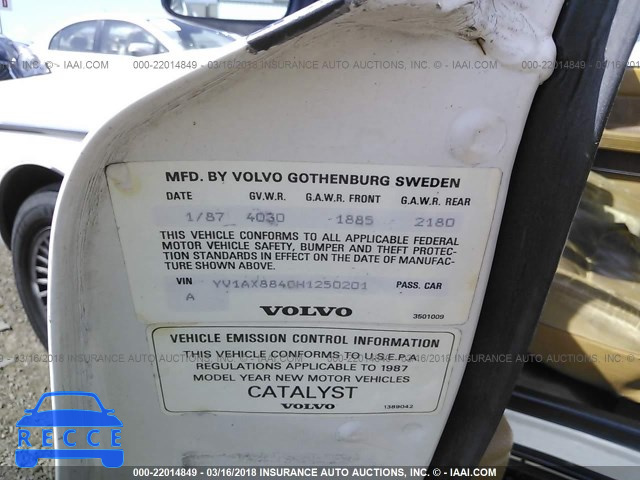 000-22014849 - 03/16/2018 INSURANCE AUTO AUCTIONS, INC. © - IAAI.COM
MFD. BY VOLVO GOTHENBURG SWEDEN
DATE GV.W.R. G.A.W.R. FRONT G.A.W.R. REAR
1/87 4030 1885 2180
THIS VEHICLE CONFORMS TO ALL APPLICABLE FEDERAL
MOTOR VEHICLE SAFETY, BUMPER AND THEFT PROTEC-
TION STANDARDS IN EFFECT ON THE DATE OF MANUFAC-
TURE SHOWN ABOVE.
VIN YV1AX8840H1250201 PASS. CAR
A
VOLVO
3501009
VEHICLE EMISSION CONTROL INFORMATION
THIS VEHICLE CONFORMS TO U.S.E.P.A
REGULATIONS APPLICABLE TO 1987
MODEL YEAR NEW MOTOR VEHICLES
CATALYST
VOLVO 1389042
RECCE
000-22014849 - 03/16/2018 INSURANCE AUTO AUCTIONS, INC. © - IAAI.COM